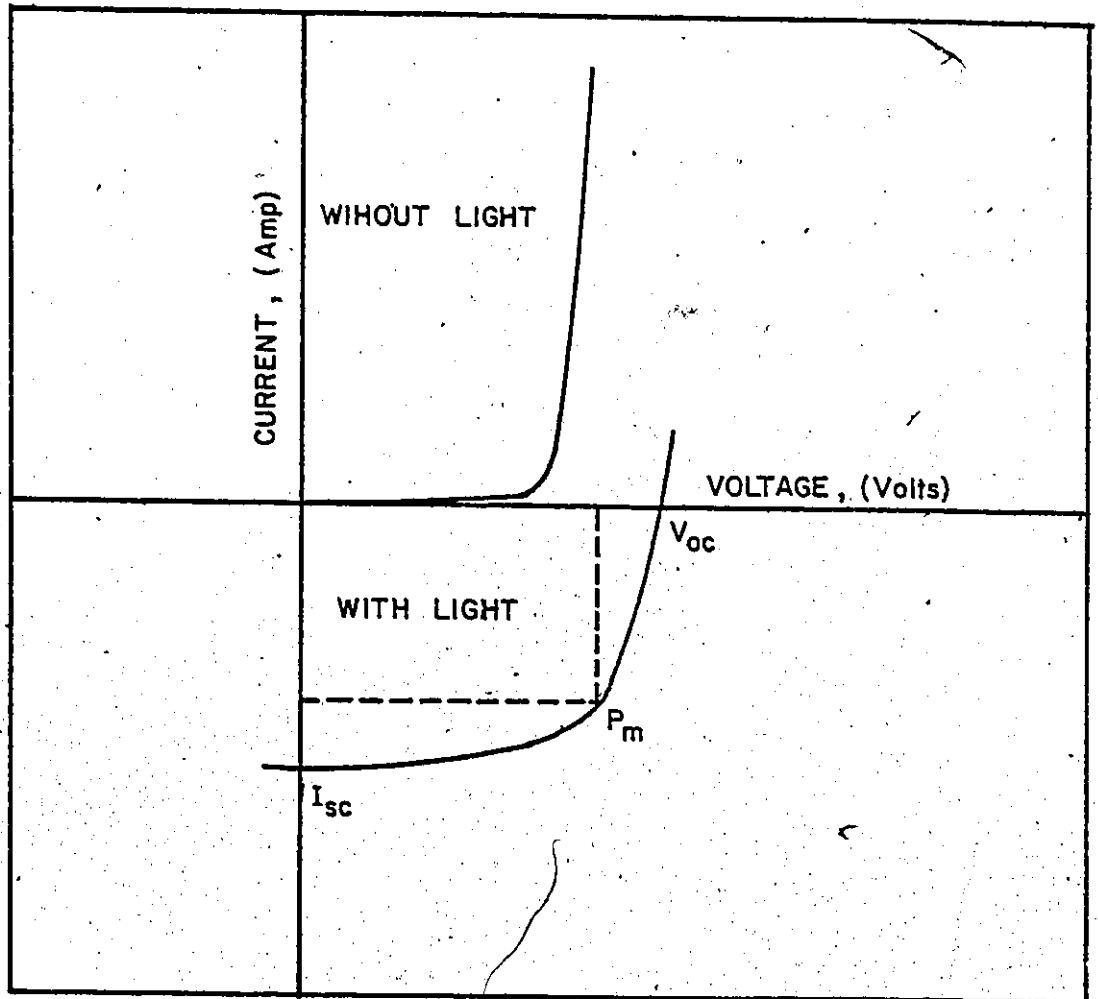 CURRENT, (Amp)
WIHOUT LIGHT
VOLTAGE, (Volts)
Voc
WITH LIGHT
Pm
Isc